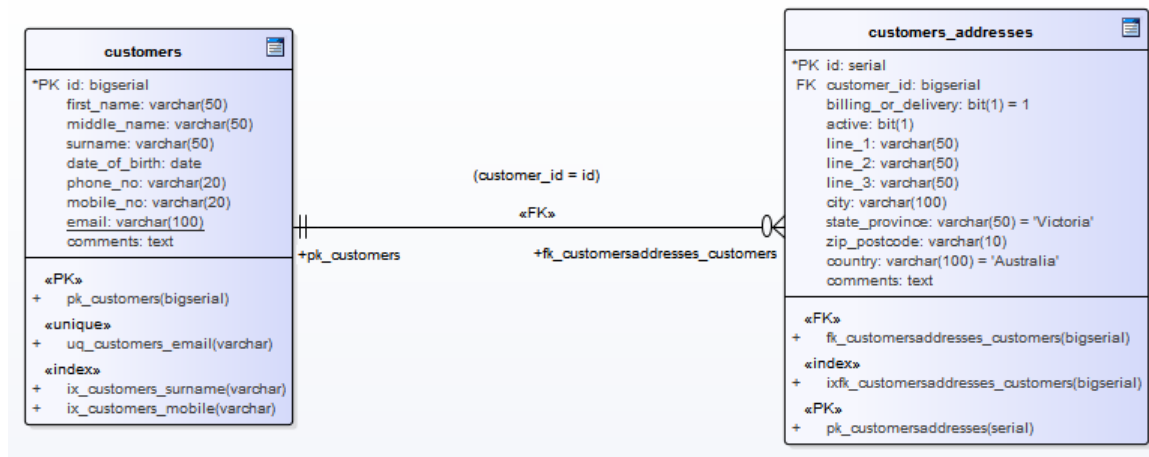 customers
*PK id: bigserial
first_name: varchar(50)
middle_name: varchar(50)
surname: varchar(50)
date_of_birth: date
phone_no: varchar(20)
mobile_no: varchar(20)
email: varchar(100)
comments: text
«PK»
+ pk_customers(bigserial)
«unique»
+ uq_customers_email(varchar)
«index»
+ ix_customers_surname(varchar)
+ ix_customers_mobile(varchar)
(customer_id = id)
«FK»
+pk_customers
+fk_customersaddresses_customers
customers_addresses
*PK id: serial
FK customer_id: bigserial
billing_or_delivery: bit(1) = 1
active: bit(1)
line_1: varchar(50)
line_2: varchar(50)
line_3: varchar(50)
city: varchar(100)
state_province: varchar(50) = 'Victoria'
zip_postcode: varchar(10)
country: varchar(100) = 'Australia'
comments: text
«FK»
+ fk_customersaddresses_customers(bigserial)
«index»
+ ixfk_customersaddresses_customers(bigserial)
«PK»
+ pk_customersaddresses(serial)